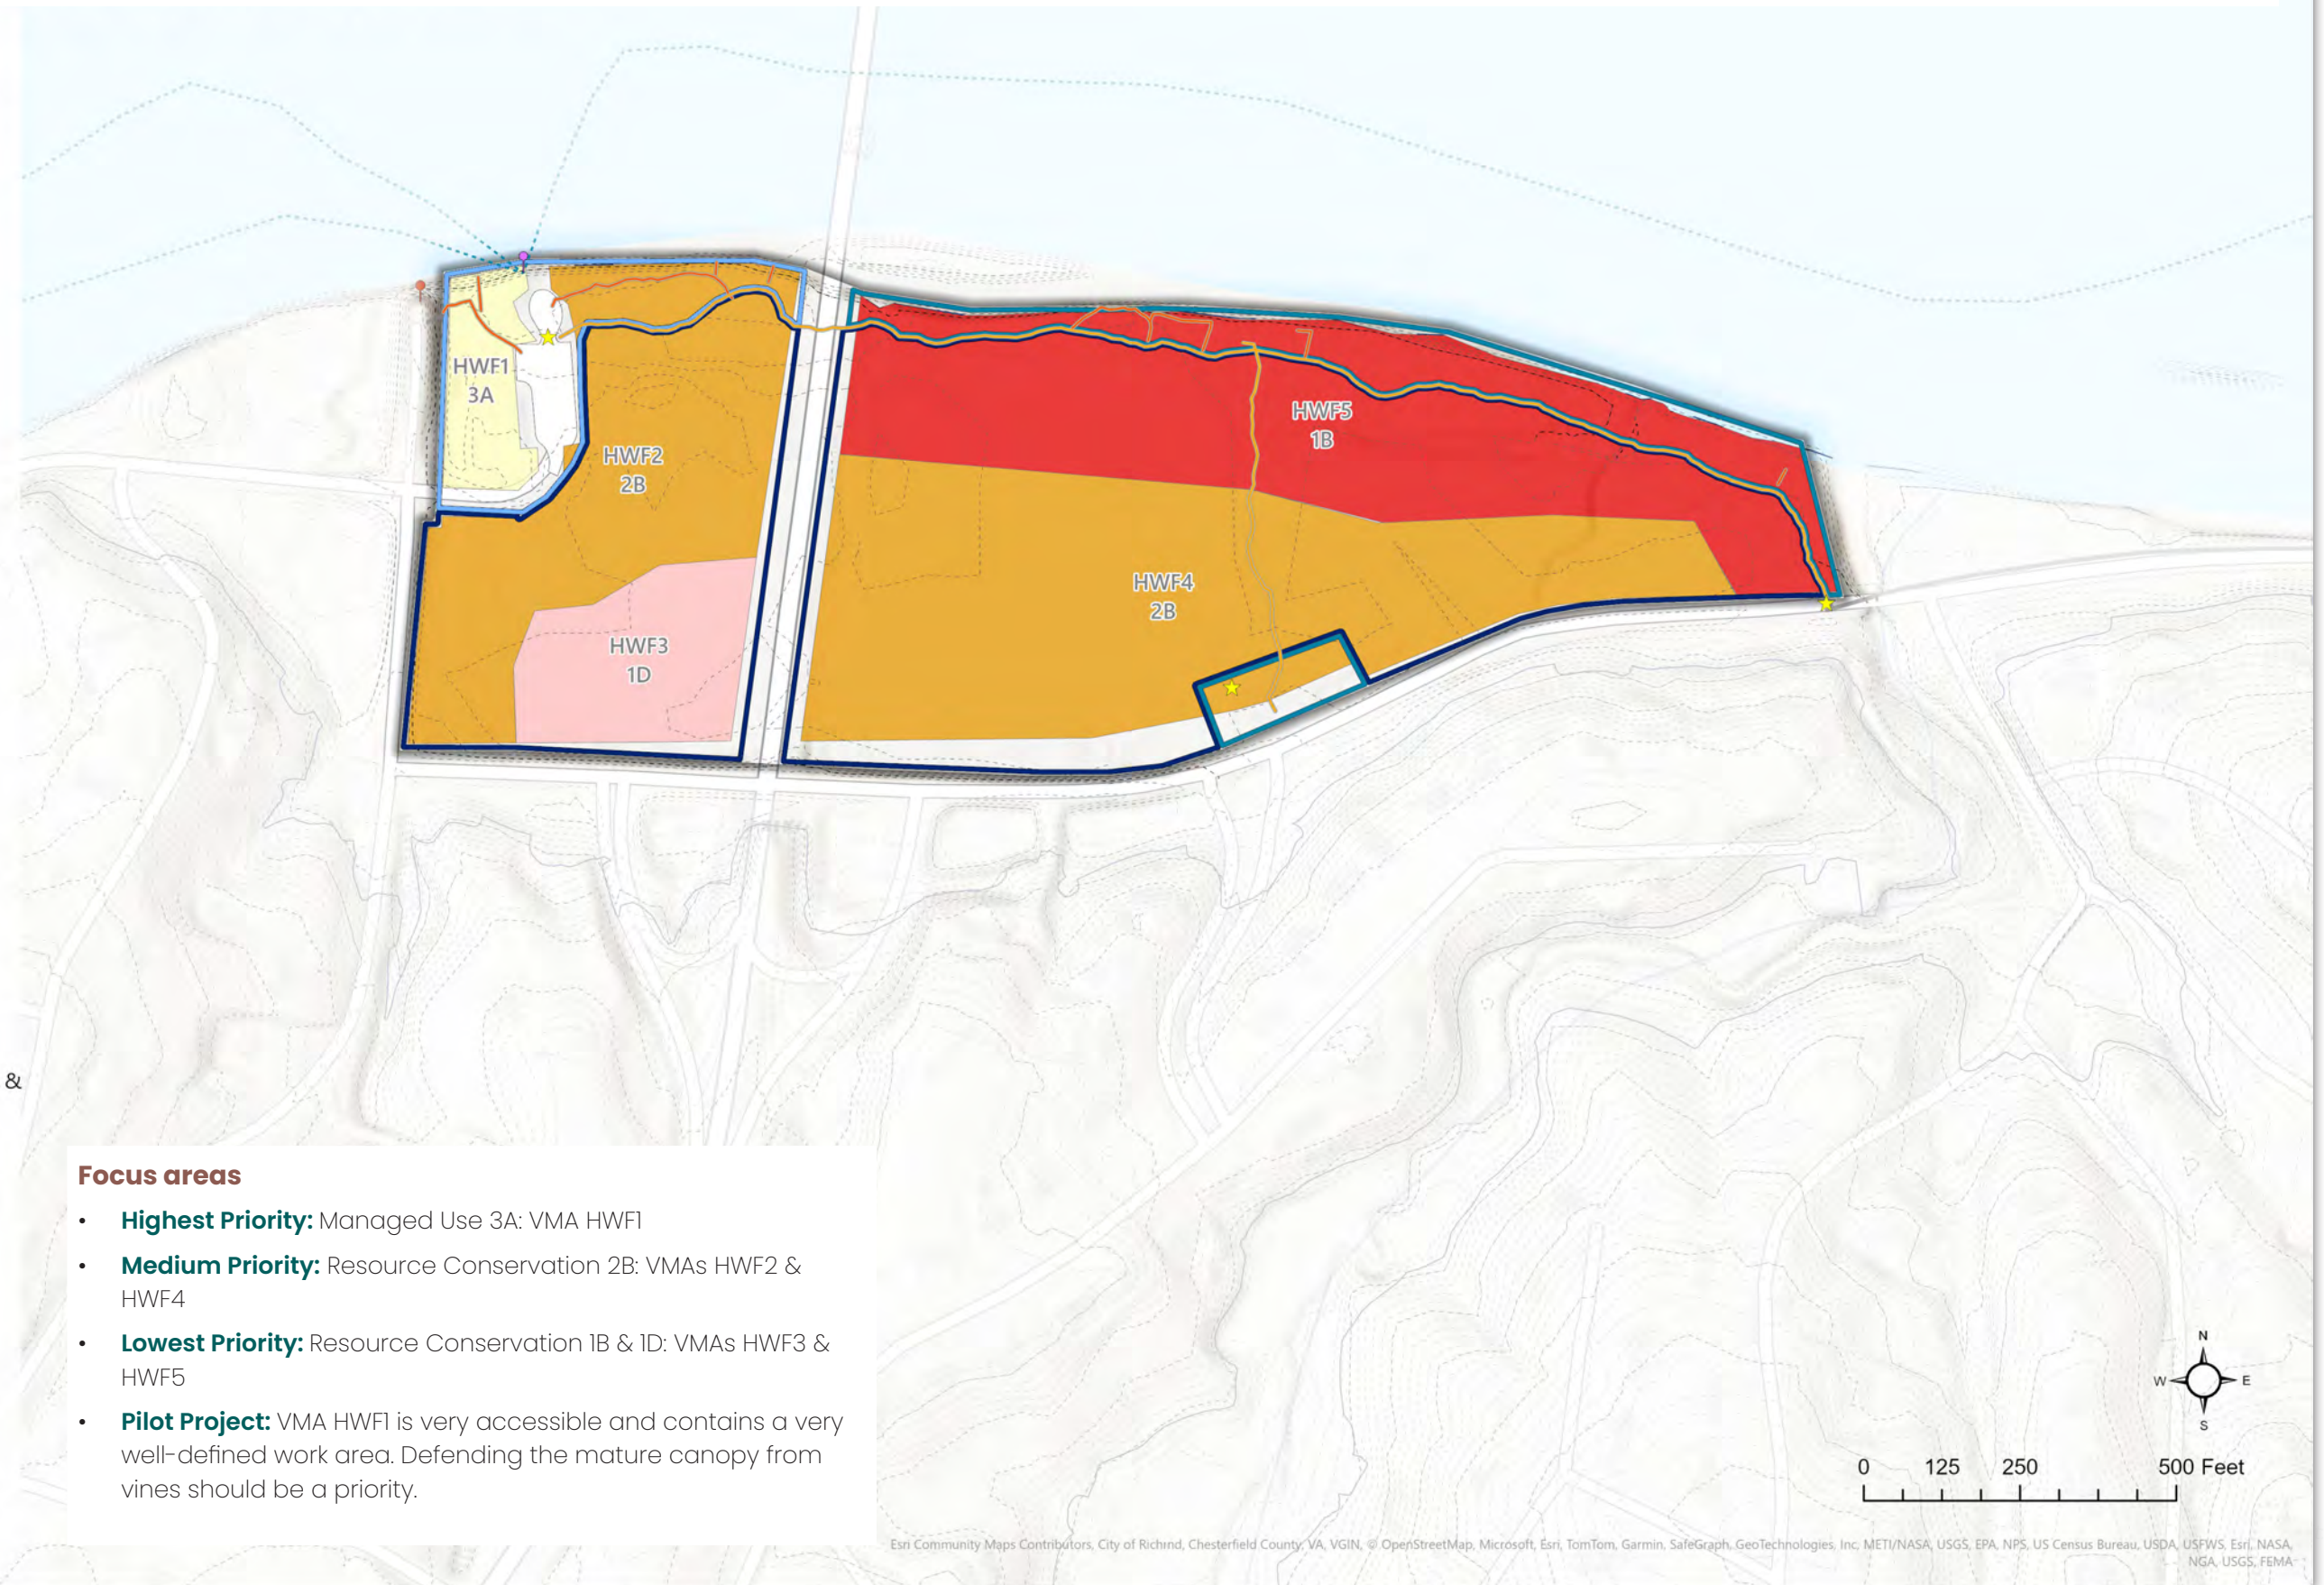 HWF1
3A
HWF2
2B
HWF5
1B
HWF4
2B
HWF3
1D
&
Focus areas
• Highest Priority: Managed Use 3A: VMA HWF1
• Medium Priority: Resource Conservation 2B: VMAs HWF2 &
HWF4
• Lowest Priority: Resource Conservation 1B & 1D: VMAs HWF3 &
HWF5
• Pilot Project: VMA HWF1 is very accessible and contains a very
well-defined work area. Defending the mature canopy from
vines should be a priority.
N
W E
S
0 125 250 500 Feet
Esri Community Maps Contributors, City of Richmd, Chesterfield County, VA, VGIN, © OpenStreetMap, Microsoft, Esri, TomTom, Garmin, SafeGraph, GeoTechnologies, Inc, METI/NASA, USGS, EPA, NPS, US Census Bureau, USDA, USFWS, Esri, NASA,
NGA, USGS, FEMA